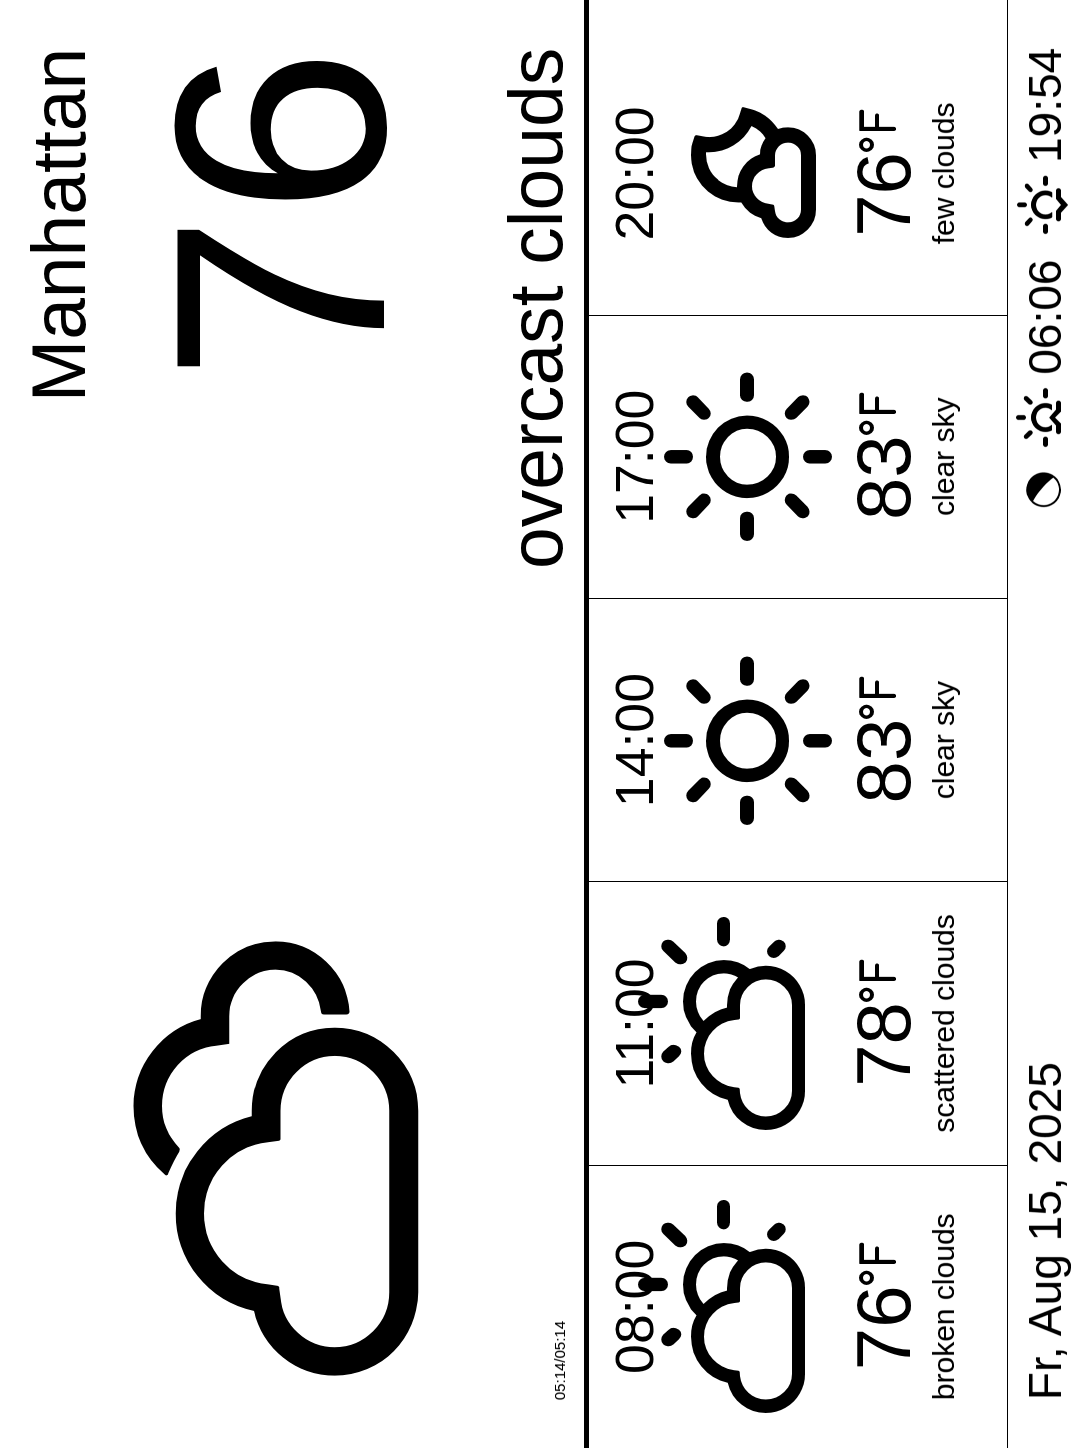 Manhattan
76
overcast clouds
05:14/05:14
08:00 11:00 14:00 17:00 20:00
76°F 78°F 83°F 83°F 76°F
broken clouds scattered clouds clear sky clear sky few clouds
Fr, Aug 15, 2025 06:06 19:54